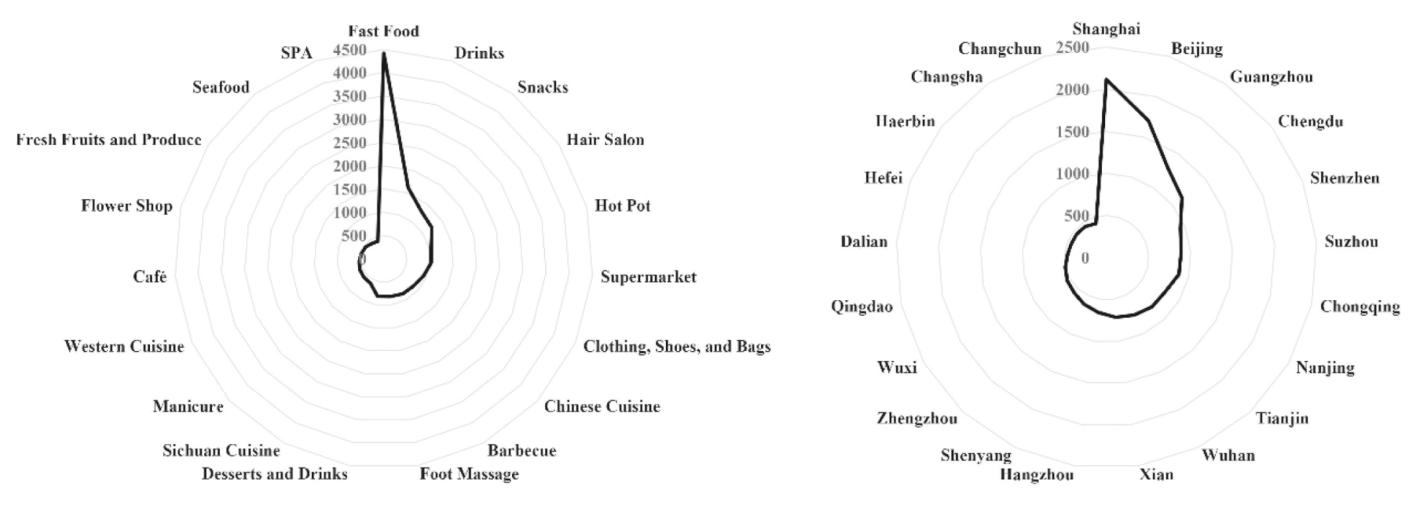 Fast Food
Drinks
Snacks
Hair Salon
Hot Pot
Supermarket
Clothing, Shoes, and Bags
Chinese Cuisine
Barbecue
Foot Massage
Desserts and Drinks
Sichuan Cuisine
Manicure
Western Cuisine
Café
Flower Shop
Fresh Fruits and Produce
Seafood
SPA
4500
4000
3500
3000
2500
2000
1500
1000
500
0
Shanghai
Beijing
Guangzhou
Chengdu
Shenzhen
Suzhou
Chongqing
Nanjing
Tianjin
Wuhan
Xian
Hangzhou
Shenyang
Zhengzhou
Wuxi
Qingdao
Dalian
Hefei
Haerbin
Changsha
Changchun
2500
2000
1500
1000
500
0